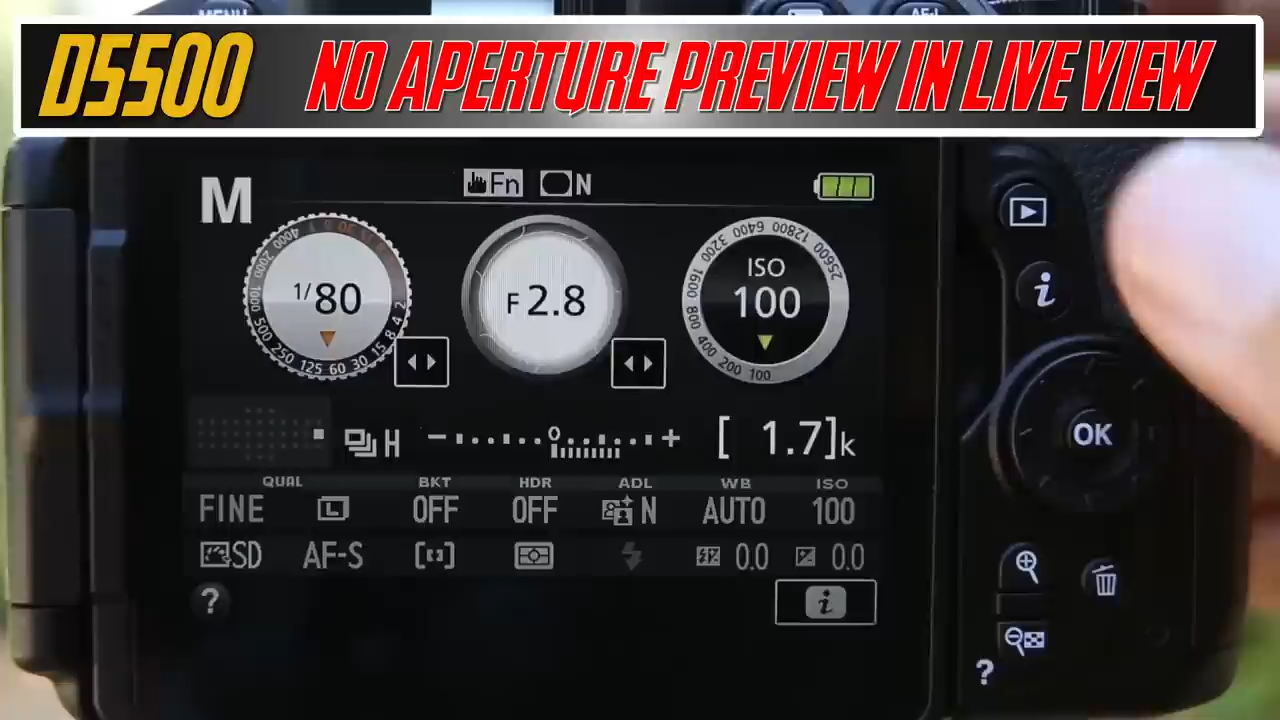 MENU
D5500 NO APERTURE PREVIEW IN LIVE VIEW
M Fn N
1/80 F 2.8 ISO 100
4000 2000 1000 500 250 125 60 30 15 8 4 2
100 200 400 800 1600 3200 6400 12800 25600
H - 0 + [ 1.7]k
QUAL BKT HDR ADL WB ISO
FINE L OFF OFF N AUTO 100
SD AF-S [ ] 0.0 0.0
? i
i
OK
?